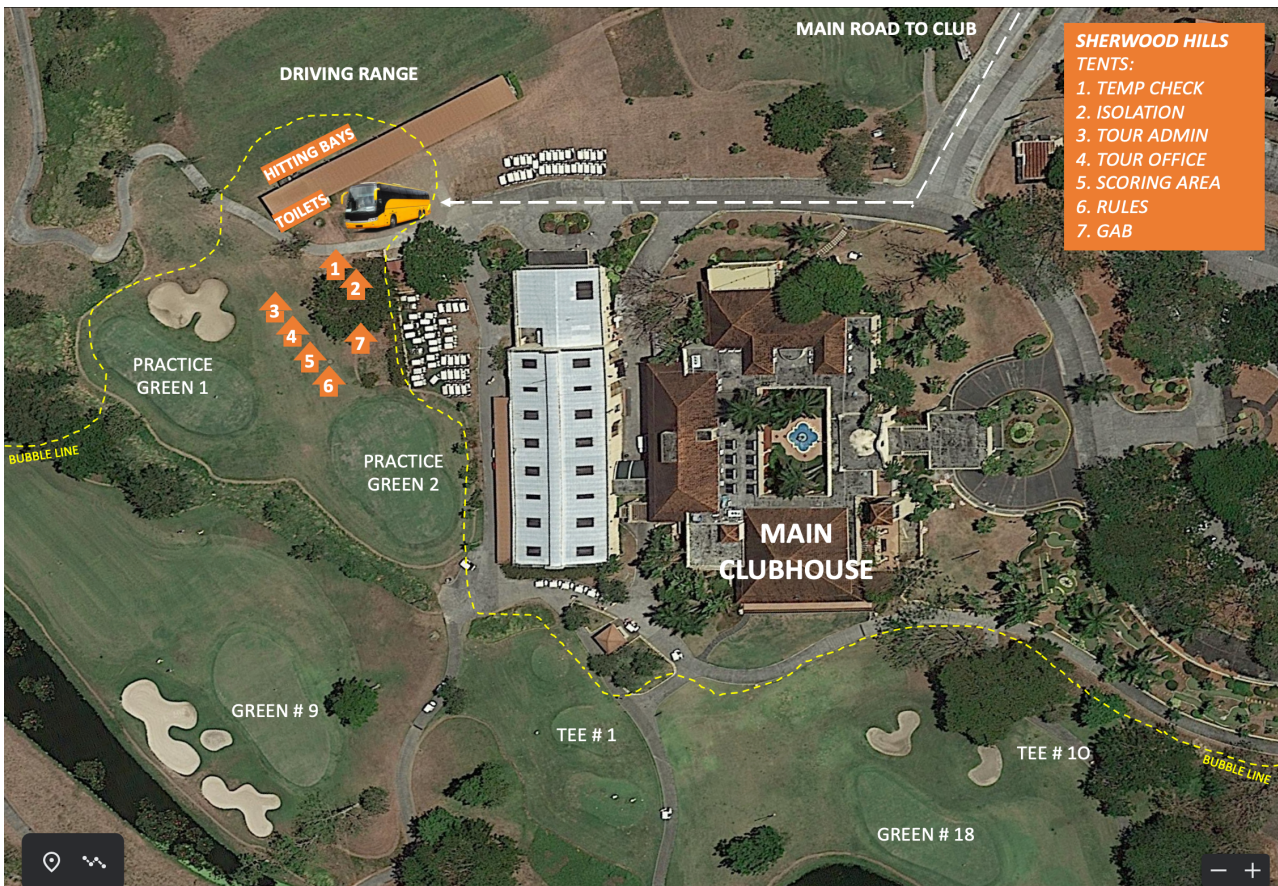 MAIN ROAD TO CLUB
SHERWOOD HILLS
TENTS:
1. TEMP CHECK
2. ISOLATION
3. TOUR ADMIN
4. TOUR OFFICE
5. SCORING AREA
6. RULES
7. GAB
DRIVING RANGE
HITTING BAYS
TOILETS
1
2
3
4
7
5
6
PRACTICE
GREEN 1
BUBBLE LINE
PRACTICE
GREEN 2
MAIN
CLUBHOUSE
GREEN # 9
TEE # 1
TEE # 1O
BUBBLE LINE
GREEN # 18